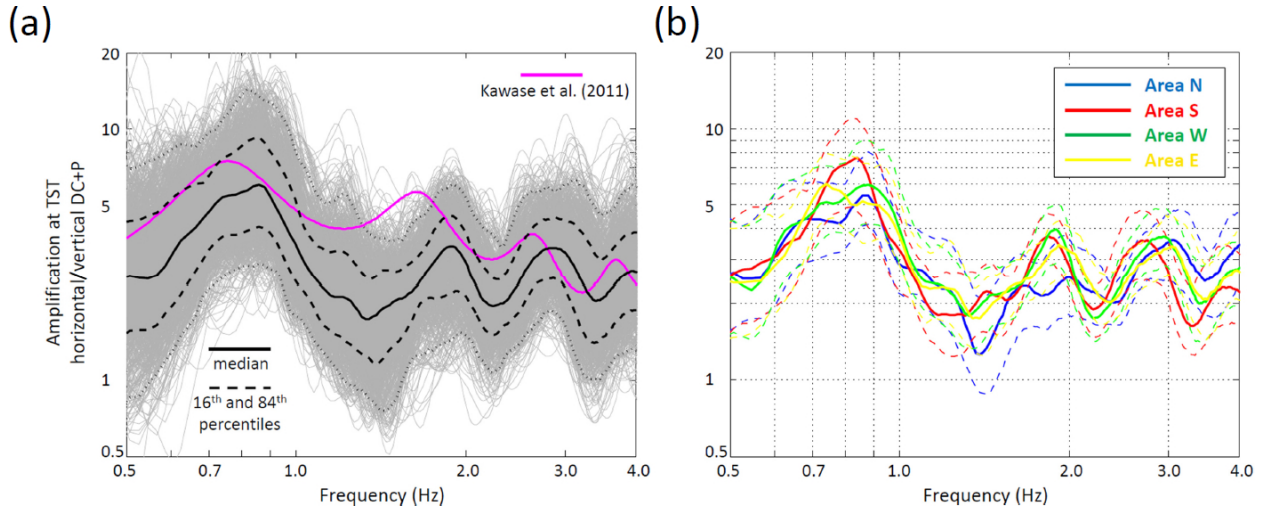 (a)
20
10
5
1
0.5
Amplification at TST
horizontal/vertical DC+P
Kawase et al. (2011)
median
16th and 84th
percentiles
0.5
0.7
1.0
2.0
3.0
4.0
Frequency (Hz)
(b)
20
10
5
1
0.5
Area N
Area S
Area W
Area E
0.5
0.7
1.0
2.0
3.0
4.0
Frequency (Hz)